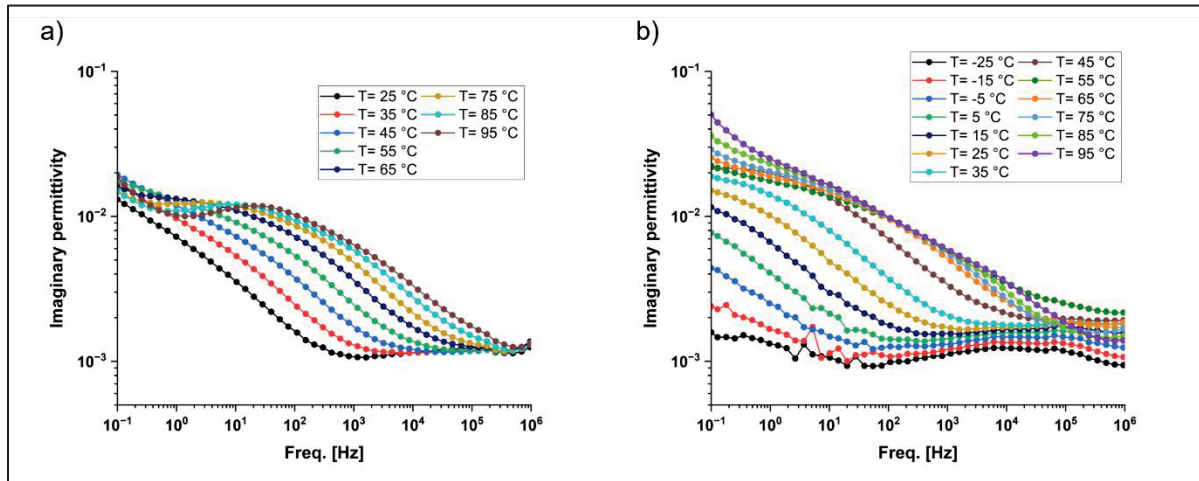 a)
10⁻¹
10⁻²
10⁻³
Imaginary permittivity
T= 25 °C
T= 35 °C
T= 45 °C
T= 55 °C
T= 65 °C
T= 75 °C
T= 85 °C
T= 95 °C
10⁻¹ 10⁰ 10¹ 10² 10³ 10⁴ 10⁵ 10⁶
Freq. [Hz]
b)
10⁻¹
10⁻²
10⁻³
Imaginary permittivity
T= -25 °C
T= -15 °C
T= -5 °C
T= 5 °C
T= 15 °C
T= 25 °C
T= 35 °C
T= 45 °C
T= 55 °C
T= 65 °C
T= 75 °C
T= 85 °C
T= 95 °C
10⁻¹ 10⁰ 10¹ 10² 10³ 10⁴ 10⁵ 10⁶
Freq. [Hz]